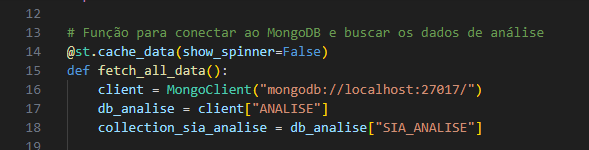 12
13 # Função para conectar ao MongoDB e buscar os dados de análise
14 @st.cache_data(show_spinner=False)
15 def fetch_all_data():
16 client = MongoClient("mongodb://localhost:27017/")
17 db_analise = client["ANALISE"]
18 collection_sia_analise = db_analise["SIA_ANALISE"]
19